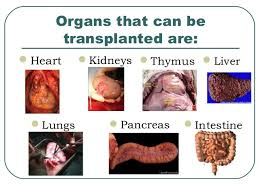 Organs that can be
transplanted are:
Heart Kidneys Thymus Liver
Lungs Pancreas Intestine